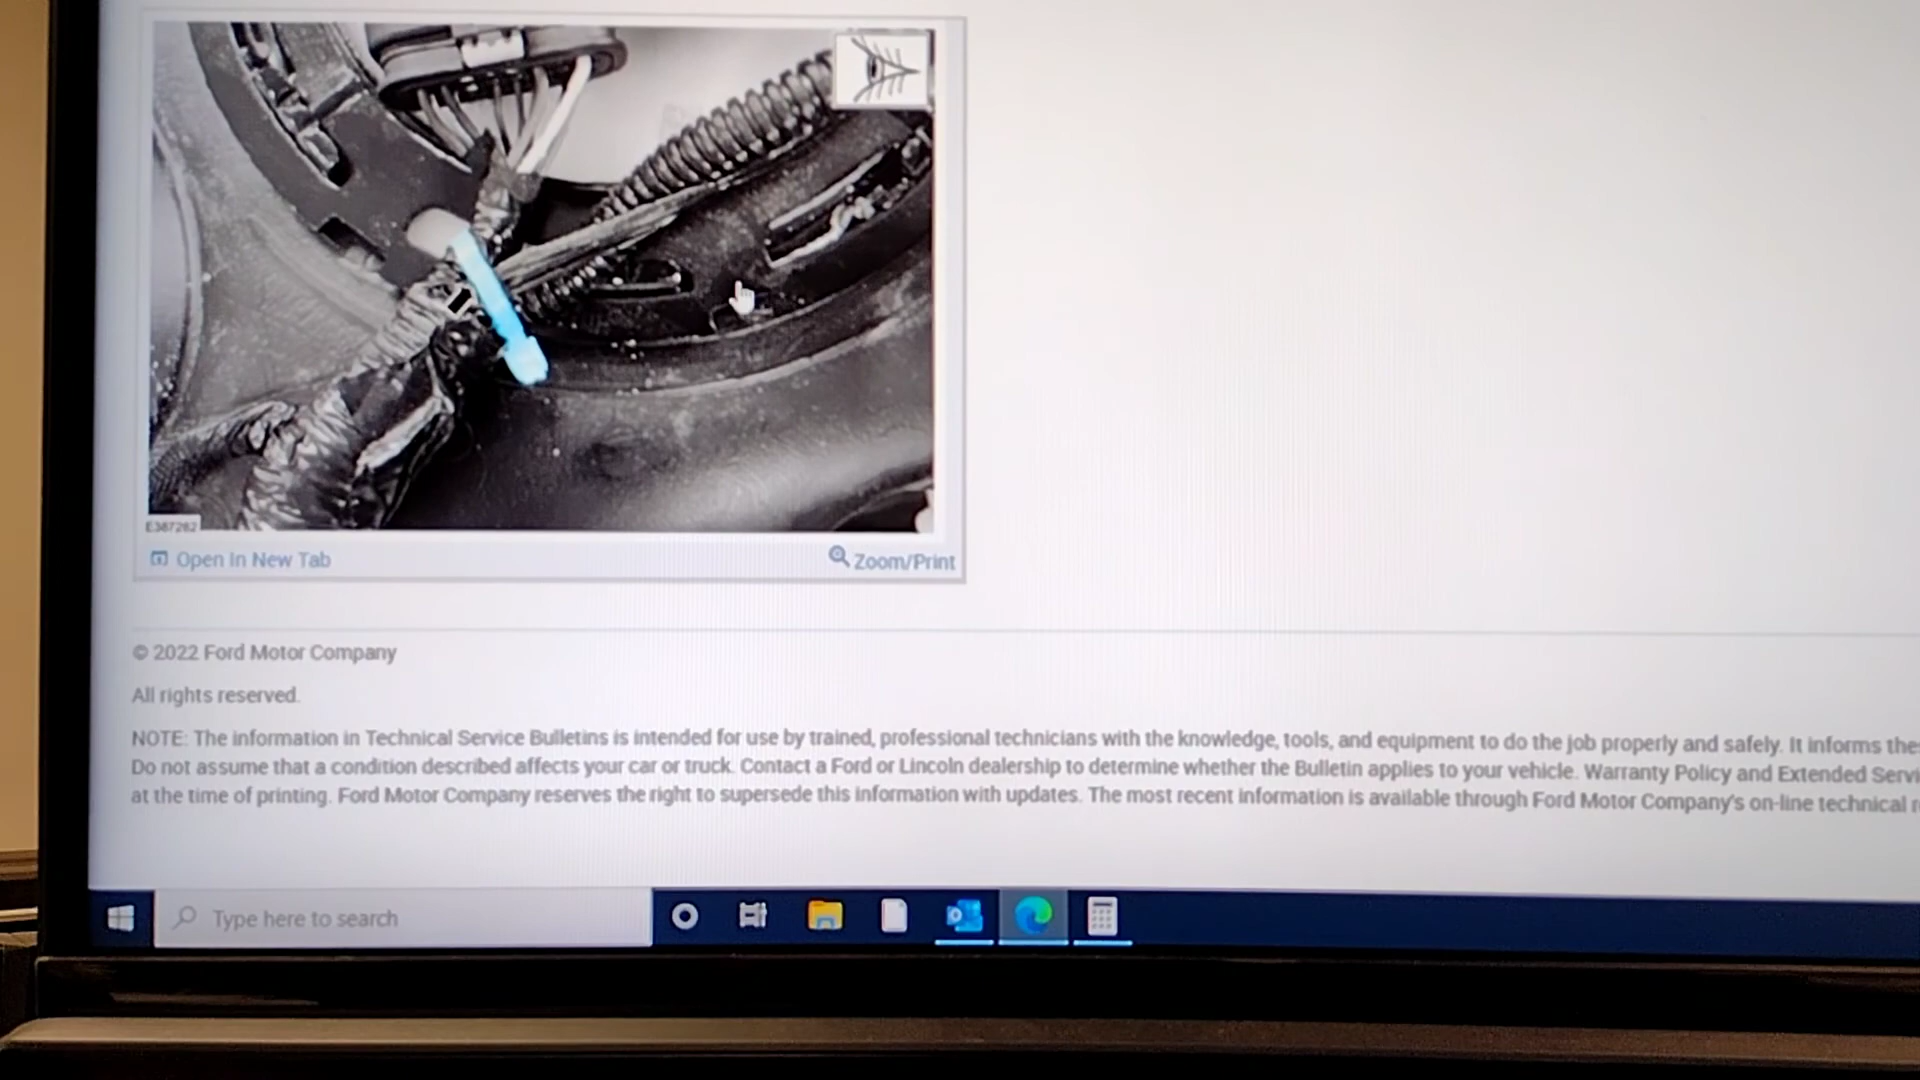 E387262
Open In New Tab
Zoom/Print
© 2022 Ford Motor Company
All rights reserved.
NOTE: The information in Technical Service Bulletins is intended for use by trained, professional technicians with the knowledge, tools, and equipment to do the job properly and safely. It informs
Do not assume that a condition described affects your car or truck. Contact a Ford or Lincoln dealership to determine whether the Bulletin applies to your vehicle. Warranty Policy and Extended
at the time of printing. Ford Motor Company reserves the right to supersede this information with updates. The most recent information is available through Ford Motor Company's on-line technical
Type here to search